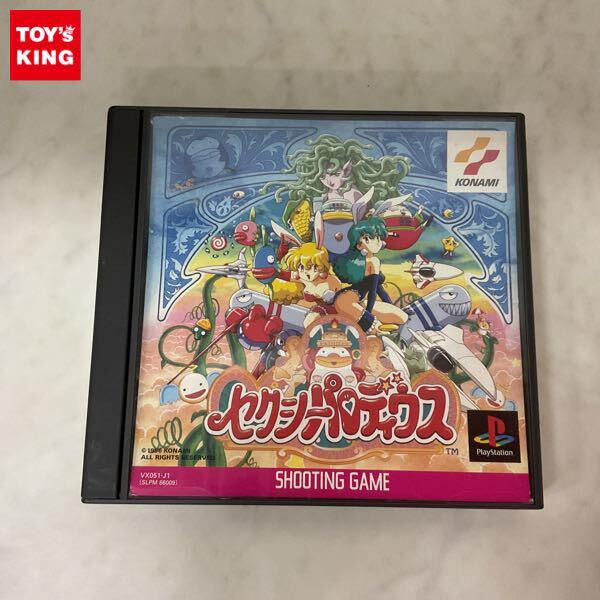 TOY'S
KING
KONAMI
セクシーパロディウス
TM
©1996 KONAMI
ALL RIGHTS RESERVED
VX051-J1
(SLPM 86009)
SHOOTING GAME
PlayStation